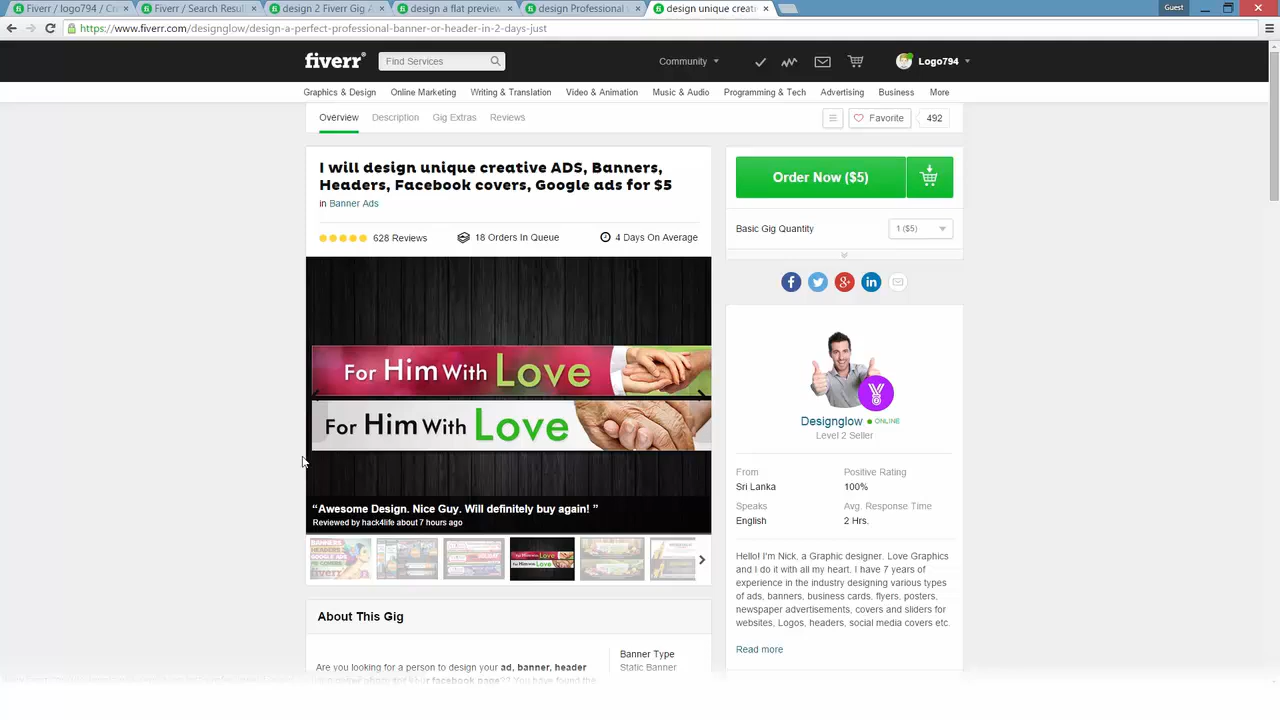 Fiverr / logo794 / Cre
Fiverr / Search Resul
design 2 Fiverr Gig A
design a flat preview
design Professional s
design unique creati
Guest
https://www.fiverr.com/designglow/design-a-perfect-professional-banner-or-header-in-2-days-just
fiverr®
Find Services
Community
Logo794
Graphics & Design
Online Marketing
Writing & Translation
Video & Animation
Music & Audio
Programming & Tech
Advertising
Business
More
Overview
Description
Gig Extras
Reviews
Favorite
492
I will design unique creative ADS, Banners,
Headers, Facebook covers, Google ads for $5
in Banner Ads
628 Reviews
18 Orders In Queue
4 Days On Average
For Him With Love
For Him With Love
“Awesome Design. Nice Guy. Will definitely buy again! ”
Reviewed by hack4life about 7 hours ago
About This Gig
Are you looking for a person to design your ad, banner, header
Banner Type
Static Banner
Order Now ($5)
Basic Gig Quantity
1 ($5)
Designglow
ONLINE
Level 2 Seller
From
Positive Rating
Sri Lanka
100%
Speaks
Avg. Response Time
English
2 Hrs.
Hello! I'm Nick, a Graphic designer. Love Graphics
and I do it with all my heart. I have 7 years of
experience in the industry designing various types
of ads, banners, business cards, flyers, posters,
newspaper advertisements, covers and sliders for
websites, Logos, headers, social media covers etc.
Read more